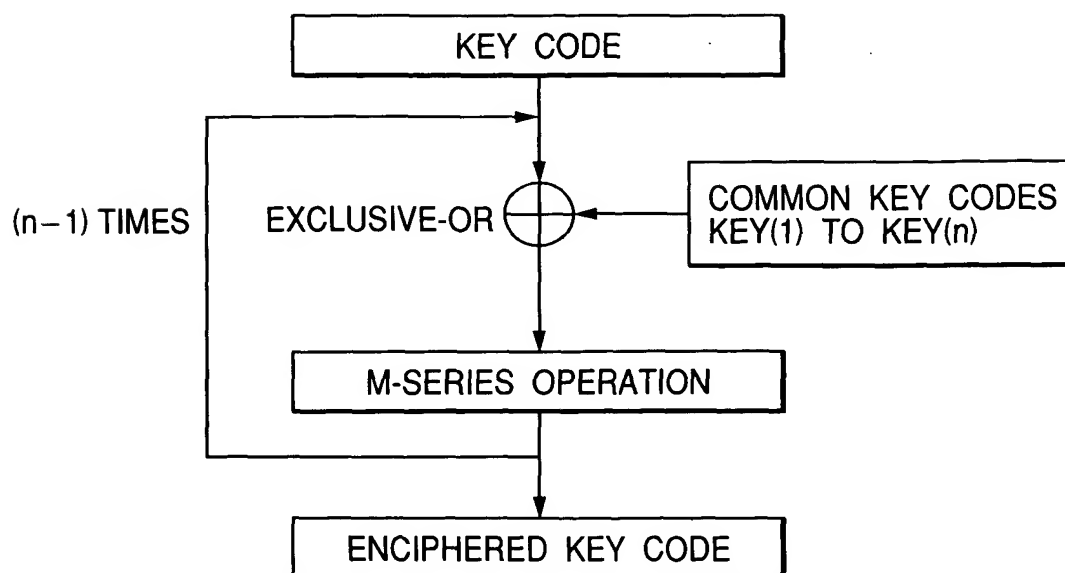 KEY CODE
(n-1) TIMES
EXCLUSIVE-OR
COMMON KEY CODES
KEY(1) TO KEY(n)
M-SERIES OPERATION
ENCIPHERED KEY CODE